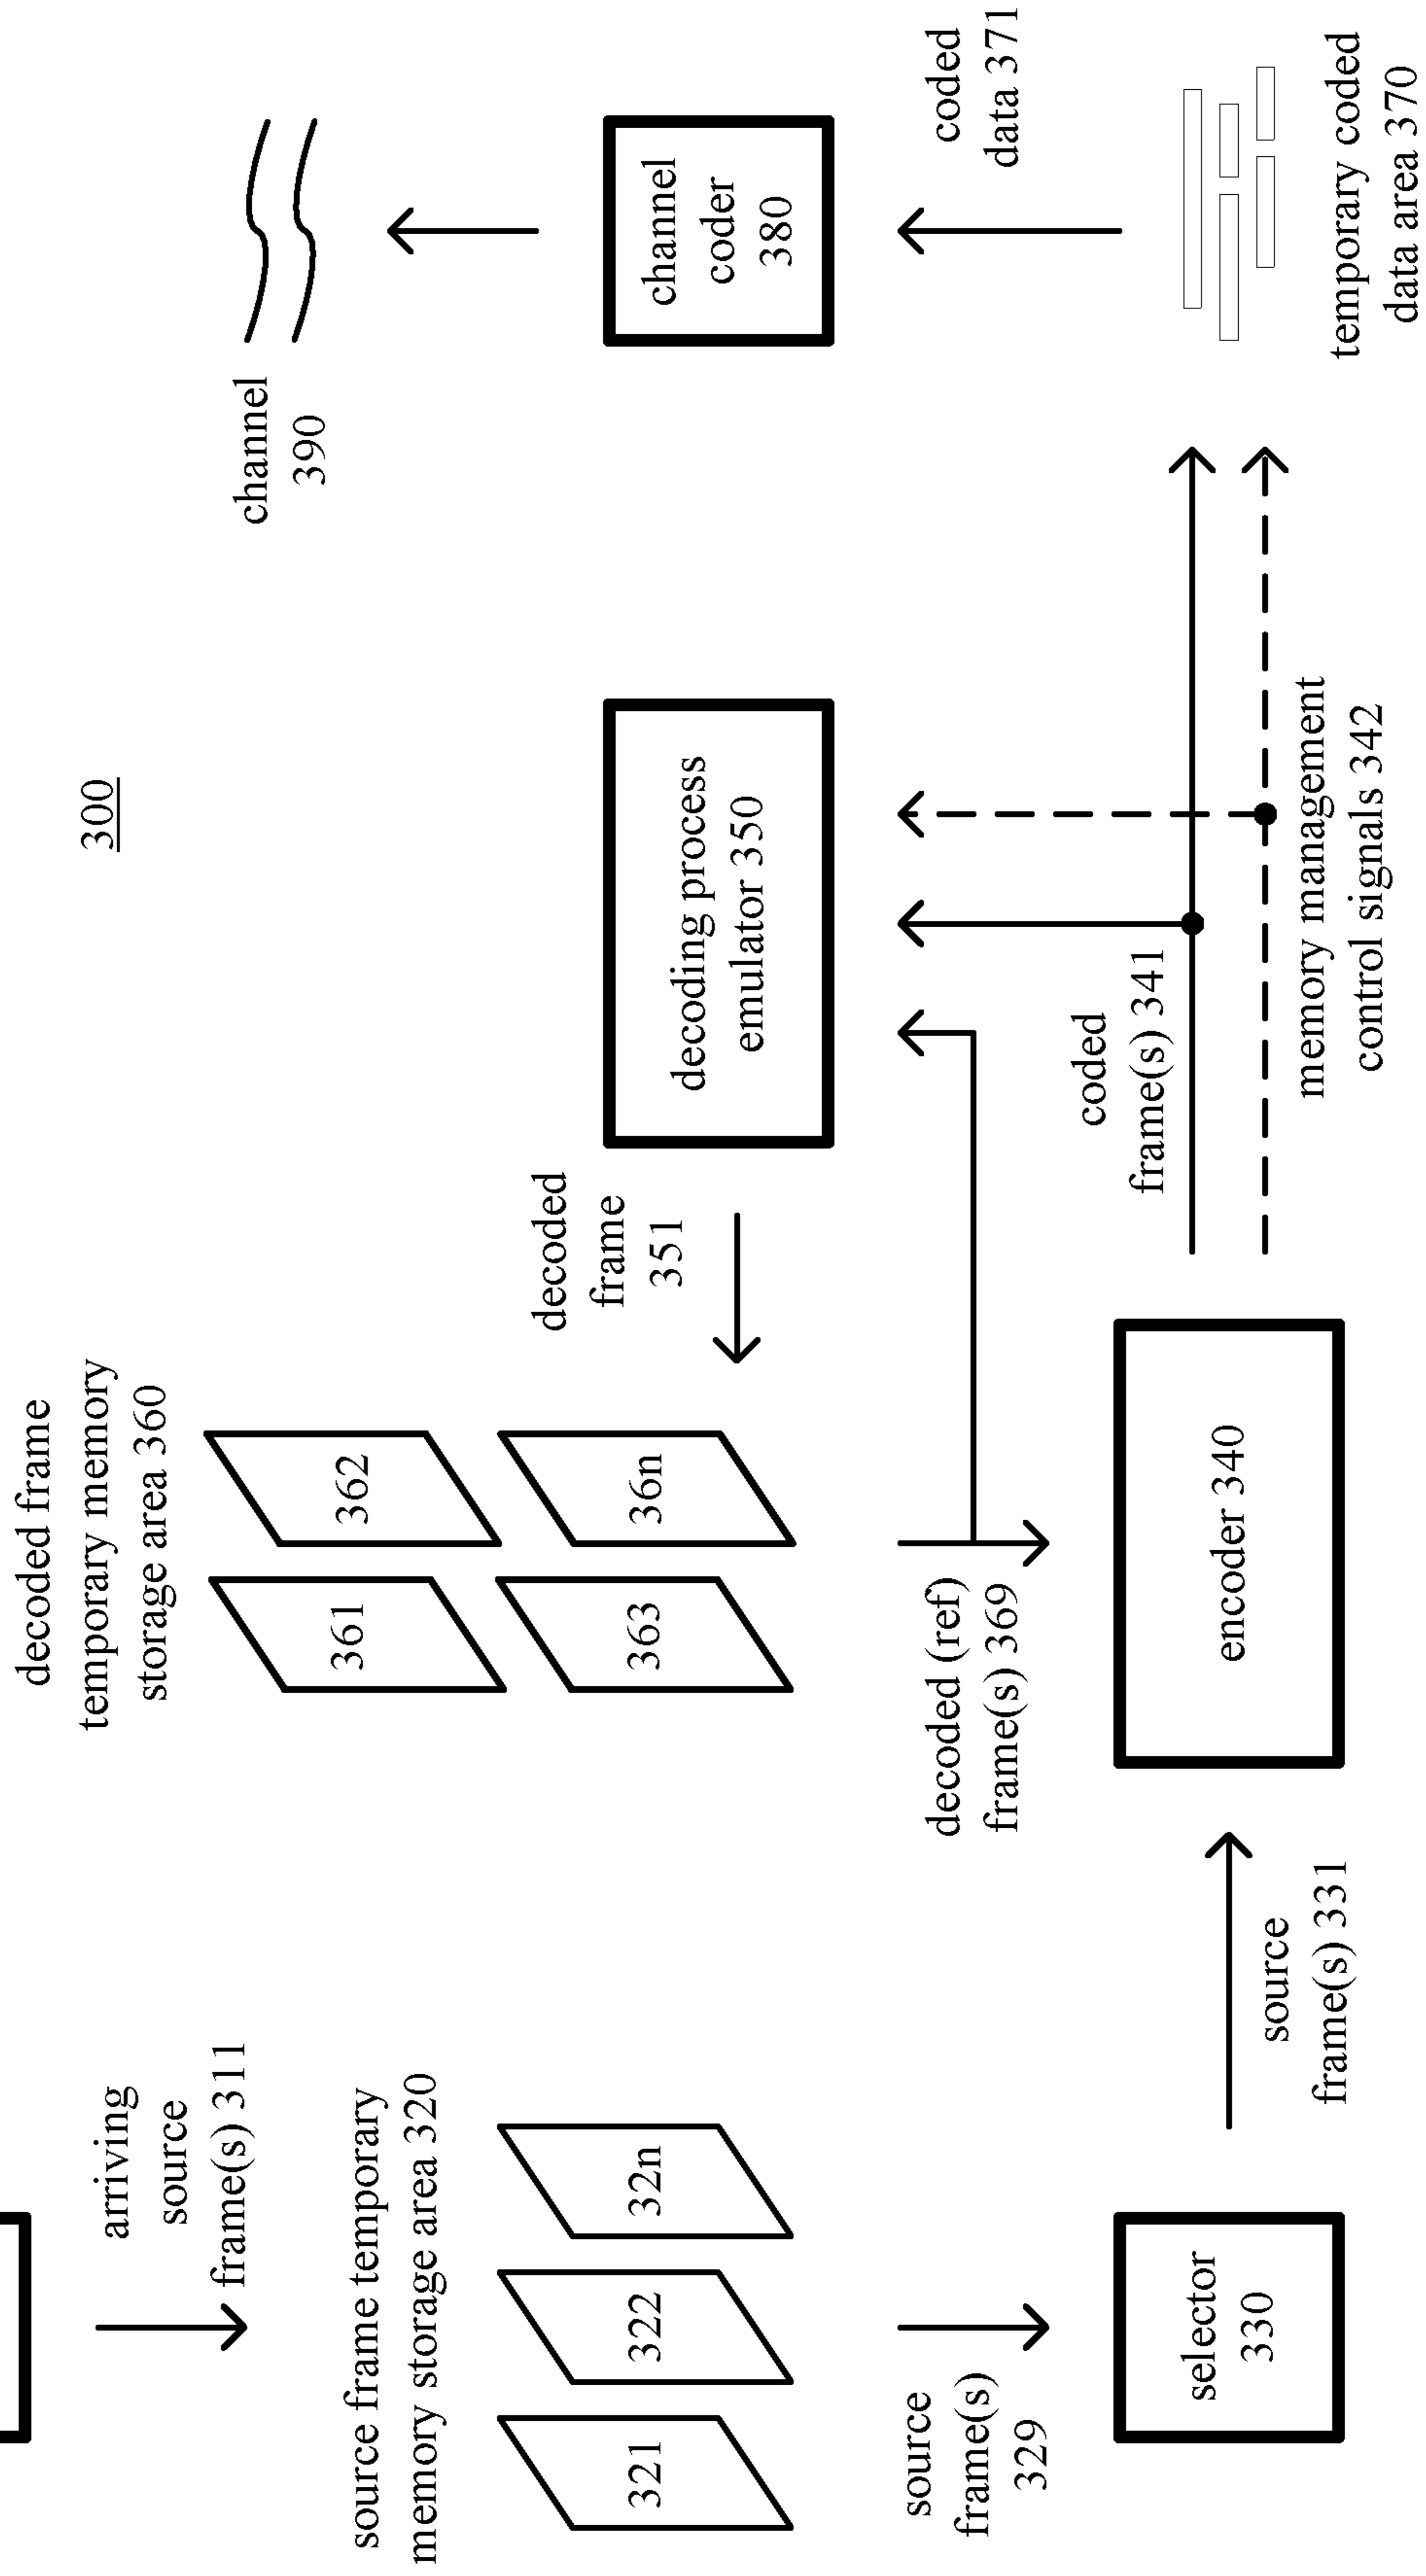 300
arriving
source
frame(s) 311
source frame temporary
memory storage area 320
321
322
32n
source
frame(s)
329
selector
330
source
frame(s) 331
decoded frame
temporary memory
storage area 360
361
362
363
36n
decoded (ref)
frame(s) 369
encoder 340
decoded
frame
351
decoding process
emulator 350
coded
frame(s) 341
memory management
control signals 342
channel
390
channel
coder
380
coded
data 371
temporary coded
data area 370